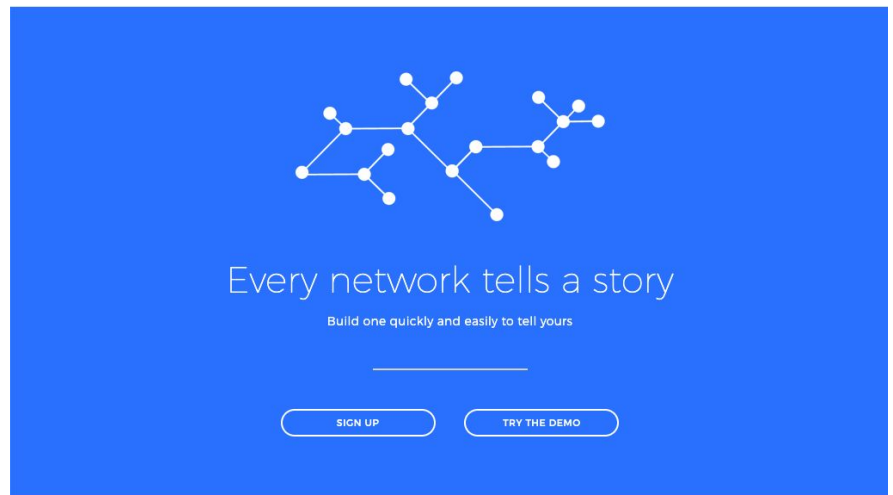 Every network tells a story
Build one quickly and easily to tell yours
SIGN UP
TRY THE DEMO